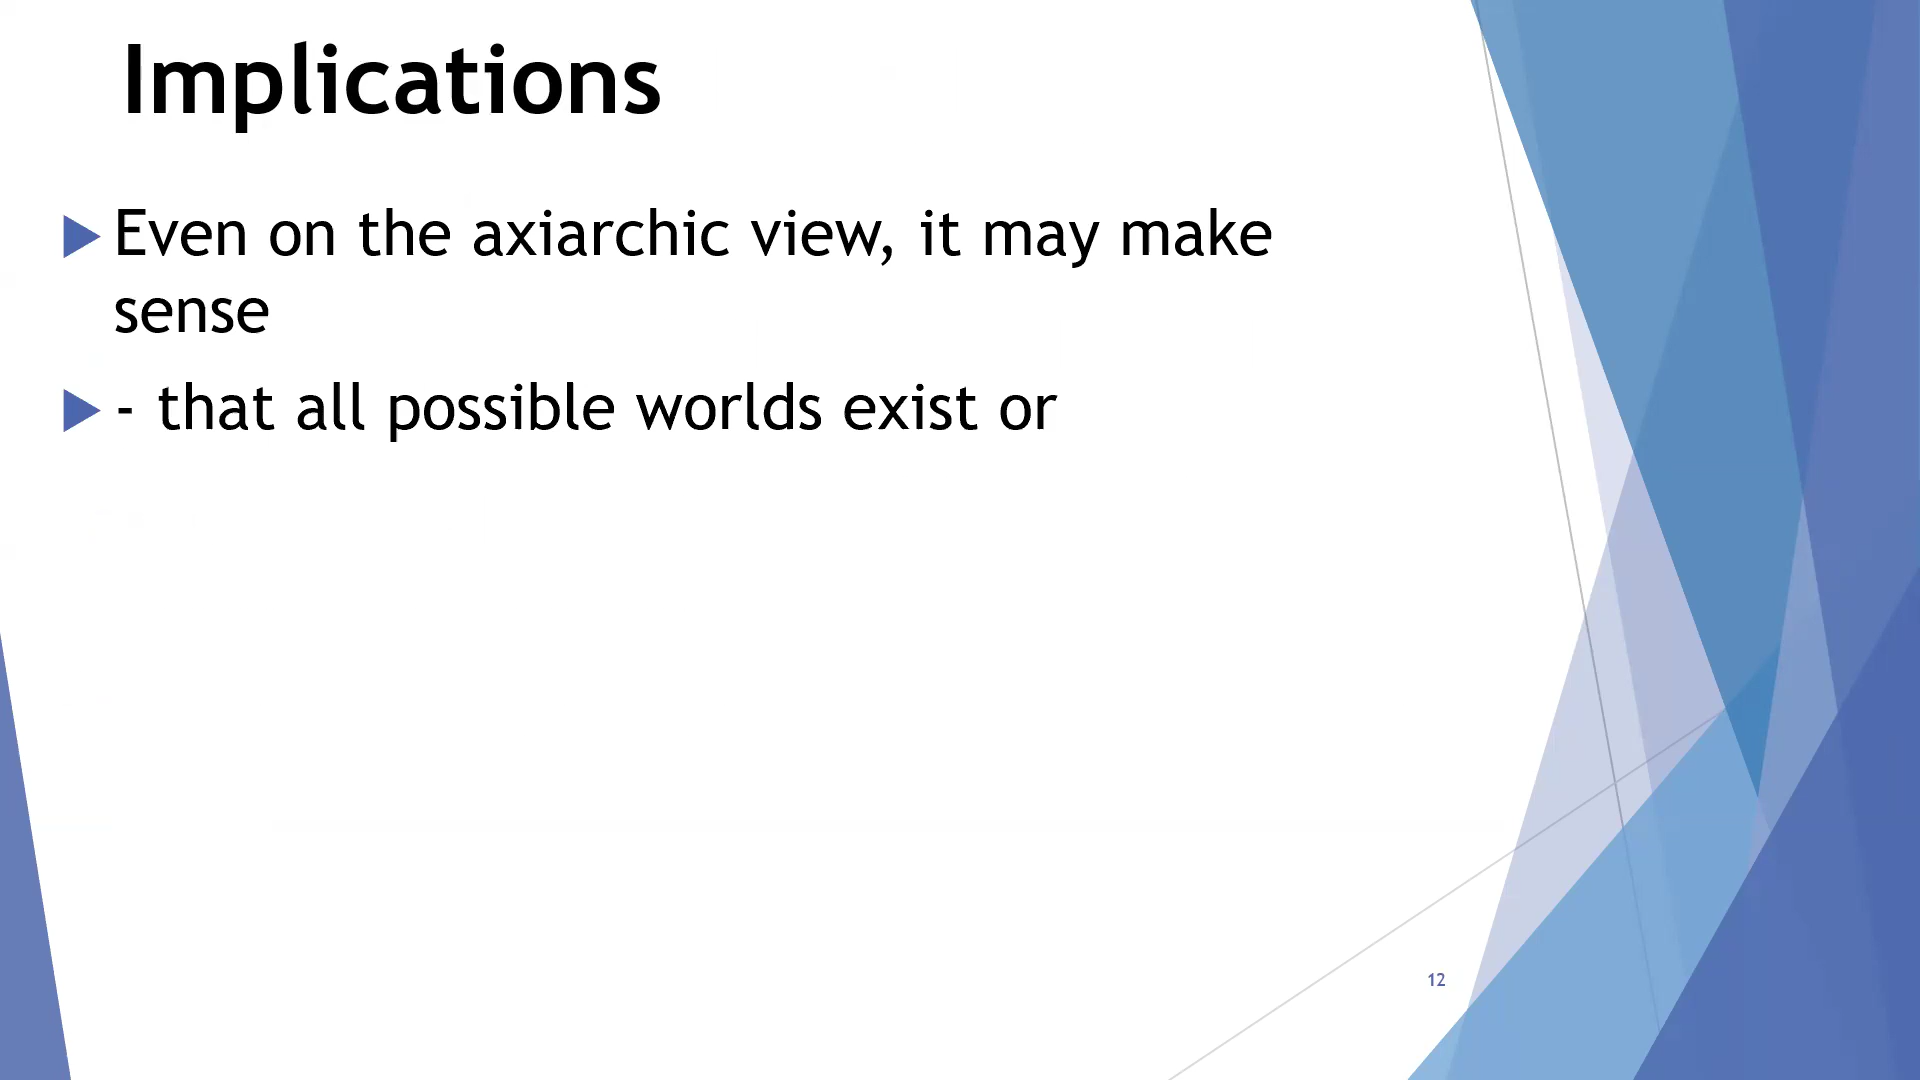 Implications
Even on the axiarchic view, it may make
sense
- that all possible worlds exist or
12